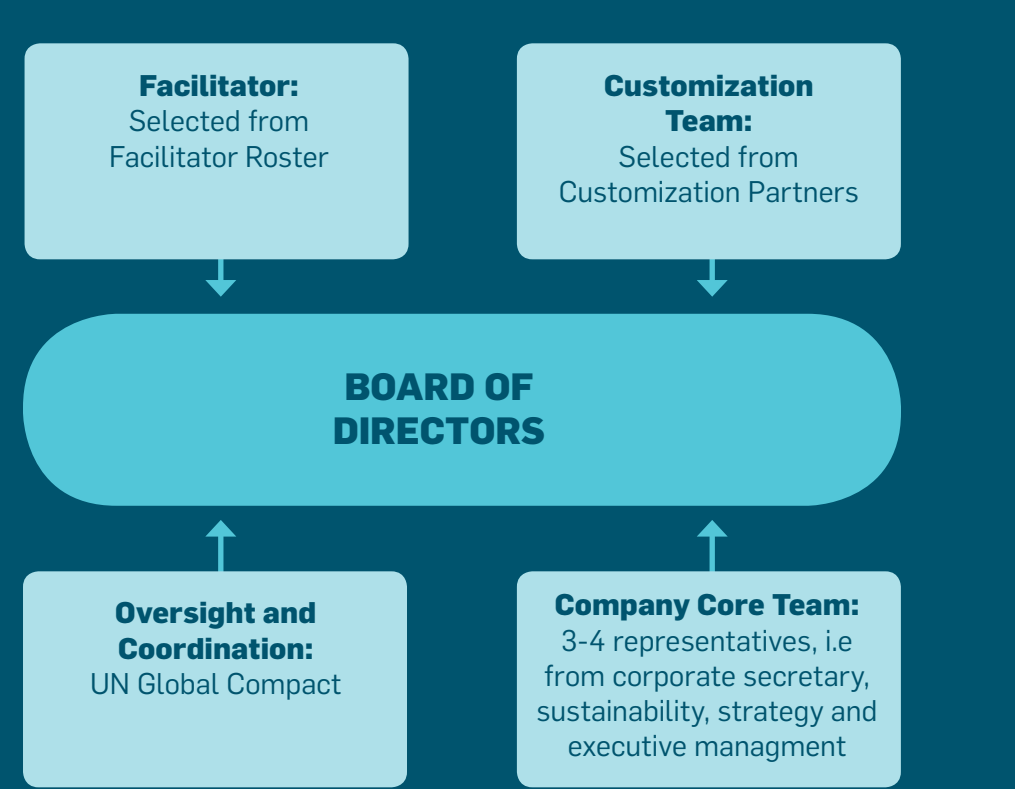 Facilitator:
Selected from
Facilitator Roster
Customization
Team:
Selected from
Customization Partners
BOARD OF
DIRECTORS
Oversight and
Coordination:
UN Global Compact
Company Core Team:
3-4 representatives, i.e
from corporate secretary,
sustainability, strategy and
executive managment